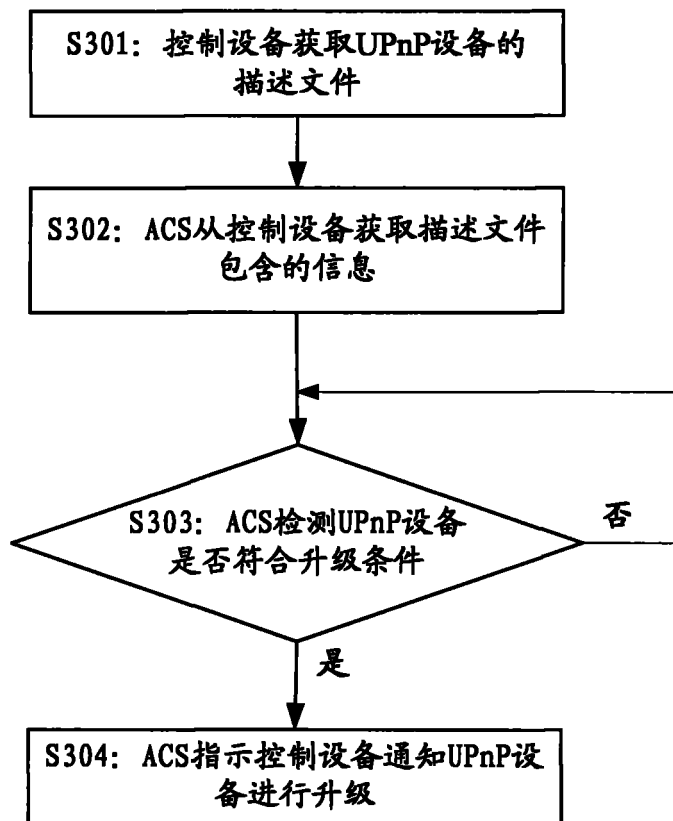 S301: 控制设备获取UPnP设备的
描述文件
S302: ACS从控制设备获取描述文件
包含的信息
S303: ACS检测UPnP设备
是否符合升级条件
否
是
S304: ACS指示控制设备通知UPnP设
备进行升级